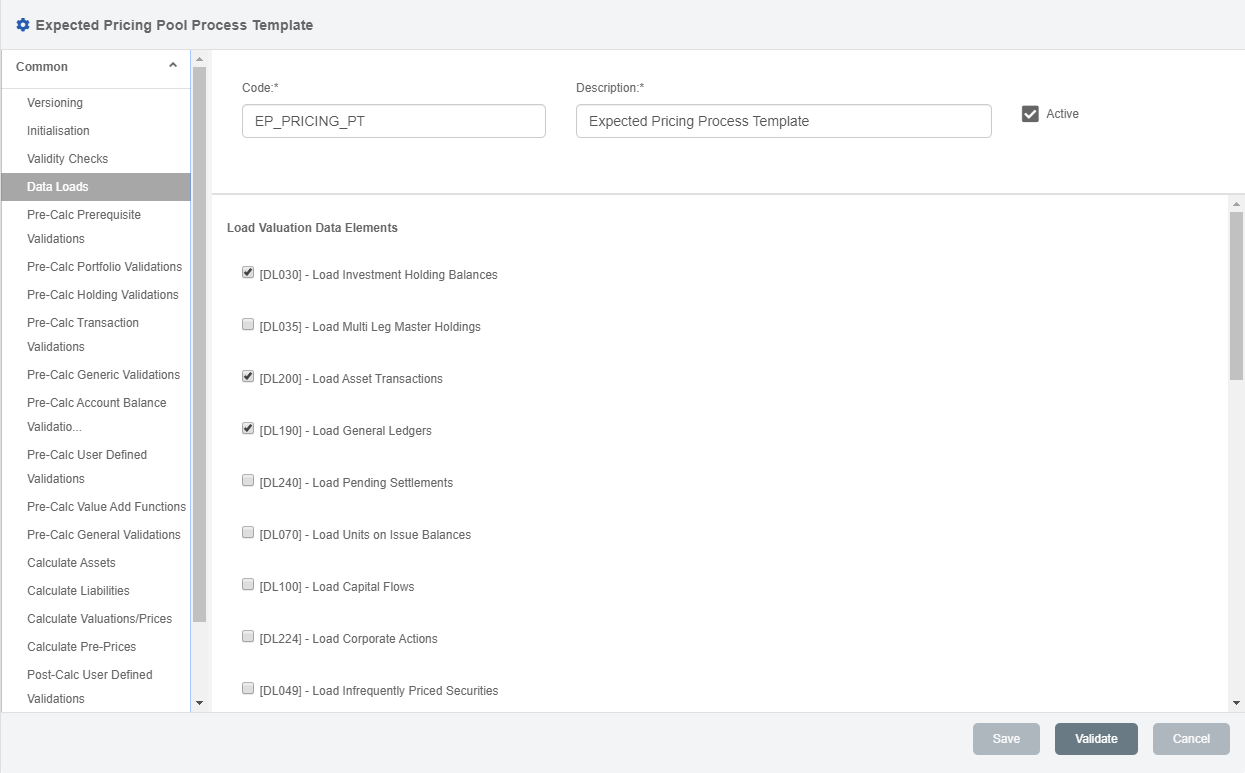 Expected Pricing Pool Process Template
Common
Versioning
Initialisation
Validity Checks
Data Loads
Pre-Calc Prerequisite
Validations
Pre-Calc Portfolio Validations
Pre-Calc Holding Validations
Pre-Calc Transaction
Validations
Pre-Calc Generic Validations
Pre-Calc Account Balance
Validatio...
Pre-Calc User Defined
Validations
Pre-Calc Value Add Functions
Pre-Calc General Validations
Calculate Assets
Calculate Liabilities
Calculate Valuations/Prices
Calculate Pre-Prices
Post-Calc User Defined
Validations
Code:*
Description:*
EP_PRICING_PT
Expected Pricing Process Template
Active
Load Valuation Data Elements
[DL030] - Load Investment Holding Balances
[DL035] - Load Multi Leg Master Holdings
[DL200] - Load Asset Transactions
[DL190] - Load General Ledgers
[DL240] - Load Pending Settlements
[DL070] - Load Units on Issue Balances
[DL100] - Load Capital Flows
[DL224] - Load Corporate Actions
[DL049] - Load Infrequently Priced Securities
Save
Validate
Cancel